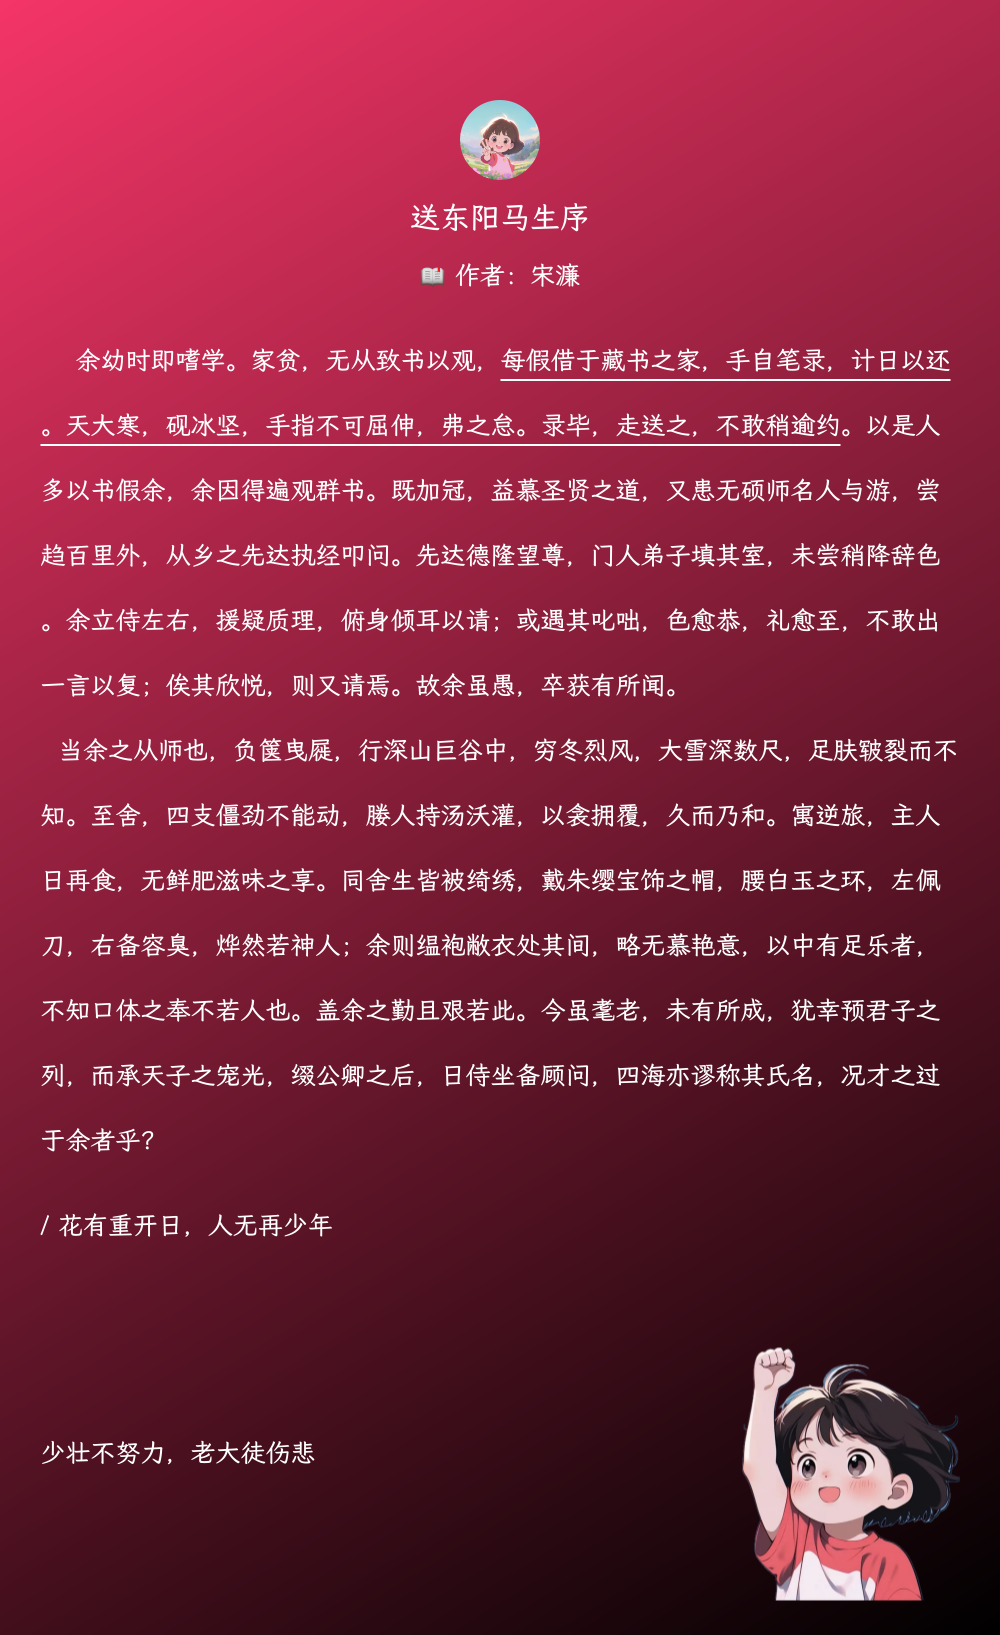 送东阳马生序
作者：宋濂
余幼时即嗜学。家贫，无从致书以观，每假借于藏书之家，手自笔录，计日以还
。天大寒，砚冰坚，手指不可屈伸，弗之怠。录毕，走送之，不敢稍逾约。以是人
多以书假余，余因得遍观群书。既加冠，益慕圣贤之道，又患无硕师名人与游，尝
趋百里外，从乡之先达执经叩问。先达德隆望尊，门人弟子填其室，未尝稍降辞色
。余立侍左右，援疑质理，俯身倾耳以请；或遇其叱咄，色愈恭，礼愈至，不敢出
一言以复；俟其欣悦，则又请焉。故余虽愚，卒获有所闻。
当余之从师也，负箧曳屣，行深山巨谷中，穷冬烈风，大雪深数尺，足肤皲裂而不
知。至舍，四支僵劲不能动，媵人持汤沃灌，以衾拥覆，久而乃和。寓逆旅，主人
日再食，无鲜肥滋味之享。同舍生皆被绮绣，戴朱缨宝饰之帽，腰白玉之环，左佩
刀，右备容臭，烨然若神人；余则缊袍敝衣处其间，略无慕艳意，以中有足乐者，
不知口体之奉不若人也。盖余之勤且艰若此。今虽耄老，未有所成，犹幸预君子之
列，而承天子之宠光，缀公卿之后，日侍坐备顾问，四海亦谬称其氏名，况才之过
于余者乎？
/ 花有重开日，人无再少年
少壮不努力，老大徒伤悲